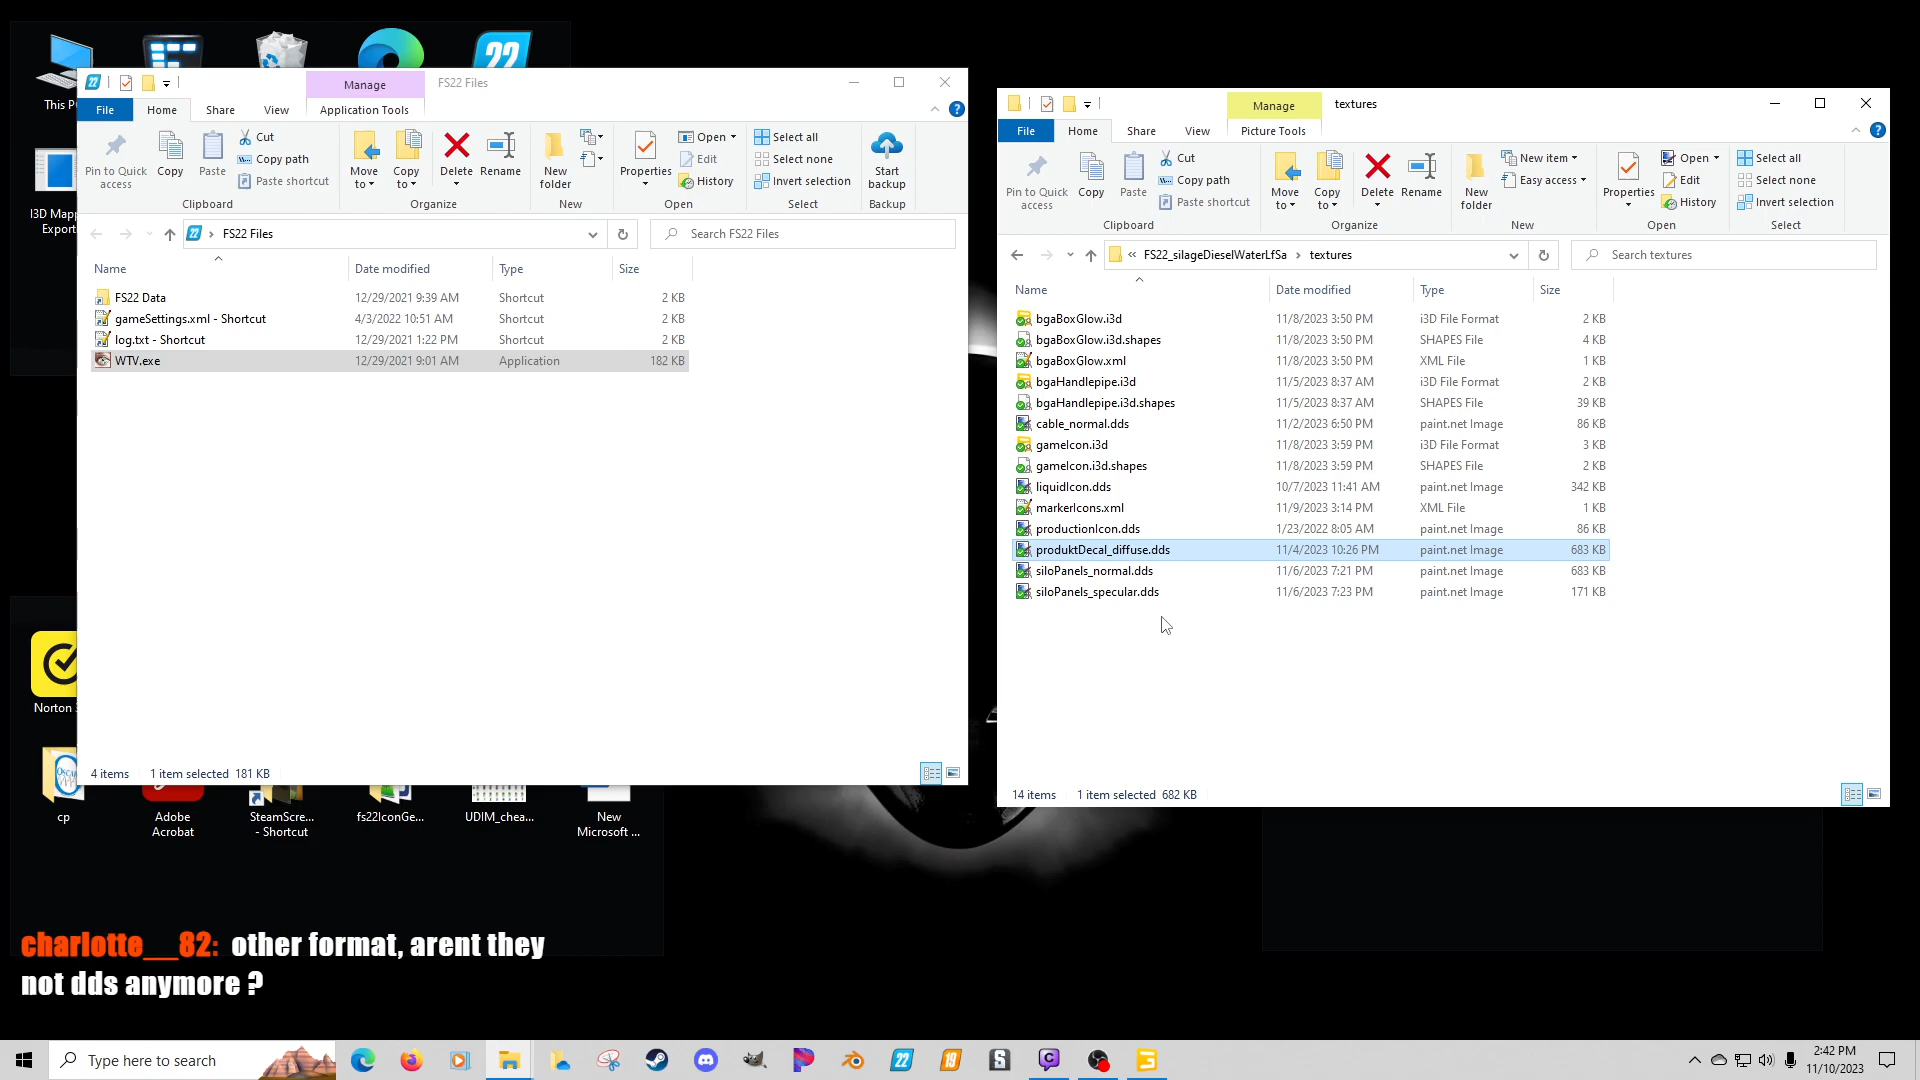 This P
I3D Mapp
Export
22
Manage
FS22 Files
File
Home
Share
View
Application Tools
Pin to Quick access
Copy
Paste
Cut
Copy path
Paste shortcut
Clipboard
Move to
Copy to
Delete
Rename
Organize
New folder
New
Properties
Open
Edit
History
Open
Select all
Select none
Invert selection
Select
Start backup
Backup
FS22 Files
Search FS22 Files
Name Date modified Type Size
FS22 Data 12/29/2021 9:39 AM Shortcut 2 KB
gameSettings.xml - Shortcut 4/3/2022 10:51 AM Shortcut 2 KB
log.txt - Shortcut 12/29/2021 1:22 PM Shortcut 2 KB
WTV.exe 12/29/2021 9:01 AM Application 182 KB
4 items 1 item selected 181 KB
Manage
textures
File
Home
Share
View
Picture Tools
Pin to Quick access
Copy
Paste
Cut
Copy path
Paste shortcut
Clipboard
Move to
Copy to
Delete
Rename
Organize
New folder
New item
Easy access
New
Properties
Open
Edit
History
Open
Select all
Select none
Invert selection
Select
« FS22_silageDieselWaterLfSa › textures
Search textures
Name Date modified Type Size
bgaBoxGlow.i3d 11/8/2023 3:50 PM i3D File Format 2 KB
bgaBoxGlow.i3d.shapes 11/8/2023 3:50 PM SHAPES File 4 KB
bgaBoxGlow.xml 11/8/2023 3:50 PM XML File 1 KB
bgaHandlepipe.i3d 11/5/2023 8:37 AM i3D File Format 2 KB
bgaHandlepipe.i3d.shapes 11/5/2023 8:37 AM SHAPES File 39 KB
cable_normal.dds 11/2/2023 6:50 PM paint.net Image 86 KB
gameIcon.i3d 11/8/2023 3:59 PM i3D File Format 3 KB
gameIcon.i3d.shapes 11/8/2023 3:59 PM SHAPES File 2 KB
liquidIcon.dds 10/7/2023 11:41 AM paint.net Image 342 KB
markerIcons.xml 11/9/2023 3:14 PM XML File 1 KB
productionIcon.dds 1/23/2022 8:05 AM paint.net Image 86 KB
produktDecal_diffuse.dds 11/4/2023 10:26 PM paint.net Image 683 KB
siloPanels_normal.dds 11/6/2023 7:21 PM paint.net Image 683 KB
siloPanels_specular.dds 11/6/2023 7:23 PM paint.net Image 171 KB
14 items 1 item selected 682 KB
Norton
cp
Adobe Acrobat
SteamScre... - Shortcut
fs22IconGe...
UDIM_chea...
New Microsoft ...
charlotte__82: other format, arent they
not dds anymore ?
Type here to search
22
19
2:42 PM
11/10/2023